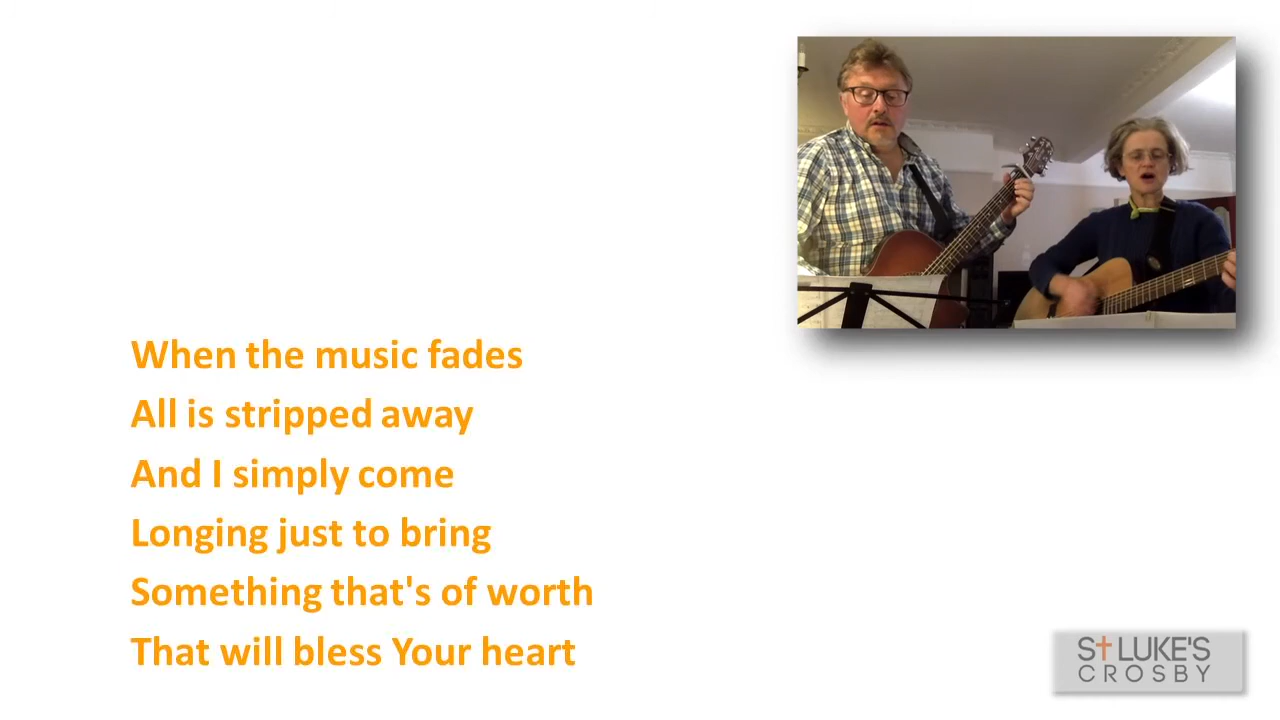 When the music fades
All is stripped away
And I simply come
Longing just to bring
Something that's of worth
That will bless Your heart
ST LUKE'S
CROSBY